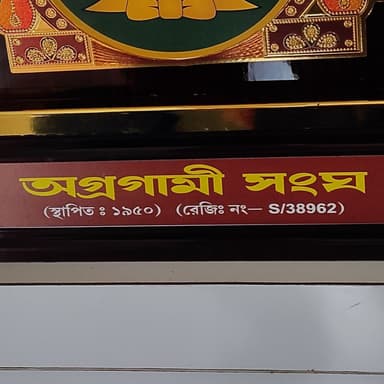 অগ্রগামী সংঘ
(স্থাপিত : ১৯৫০) (রেজিঃ নং— S/38962)